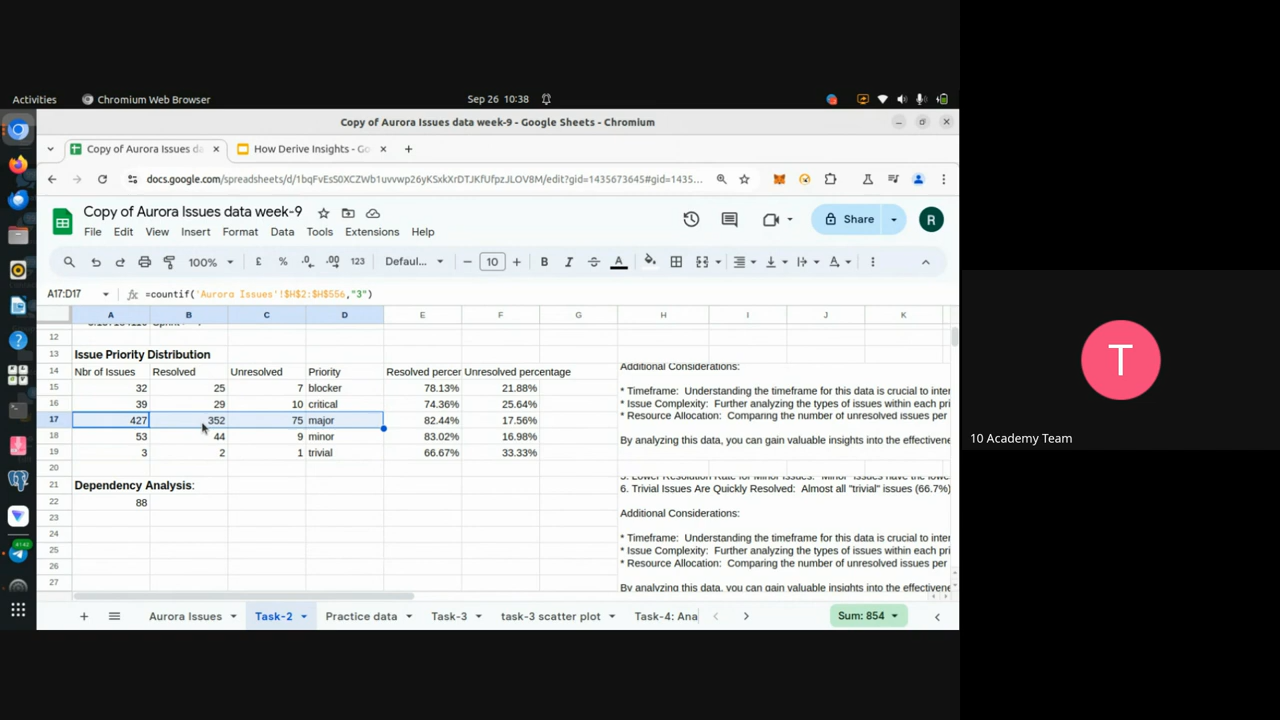 Activities
Chromium Web Browser
Sep 26 10:38
Copy of Aurora Issues data week-9 - Google Sheets - Chromium
Copy of Aurora Issues da
How Derive Insights - Go
docs.google.com/spreadsheets/d/1bqFvEsS0XCZWb1uvvwp26yKSxkXrDTJKfUfpzJLOV8M/edit?gid=1435673645#gid=1435...
Copy of Aurora Issues data week-9
File Edit View Insert Format Data Tools Extensions Help
Share
R
100% £ % .0 .00 123 Defaul... 10 B I S A
A17:D17 =countif('Aurora Issues'!$H$2:$H$556,"3")
A B C D E F G H I J K
12
13 Issue Priority Distribution
Additional Considerations:
14 Nbr of Issues Resolved Unresolved Priority Resolved percer Unresolved percentage
15 32 25 7 blocker 78.13% 21.88% * Timeframe: Understanding the timeframe for this data is crucial to inter
16 39 29 10 critical 74.36% 25.64% * Issue Complexity: Further analyzing the types of issues within each pri
17 427 352 75 major 82.44% 17.56% * Resource Allocation: Comparing the number of unresolved issues per
18 53 44 9 minor 83.02% 16.98% By analyzing this data, you can gain valuable insights into the effectivene
19 3 2 1 trivial 66.67% 33.33%
20
21 Dependency Analysis: 6. Trivial Issues Are Quickly Resolved: Almost all "trivial" issues (66.7%)
22 88
23 Additional Considerations:
24 * Timeframe: Understanding the timeframe for this data is crucial to inter
25 * Issue Complexity: Further analyzing the types of issues within each pri
26 * Resource Allocation: Comparing the number of unresolved issues per
27 By analyzing this data, you can gain valuable insights into the effectivene
Aurora Issues Task-2 Practice data Task-3 task-3 scatter plot Task-4: Ana
Sum: 854
T
10 Academy Team